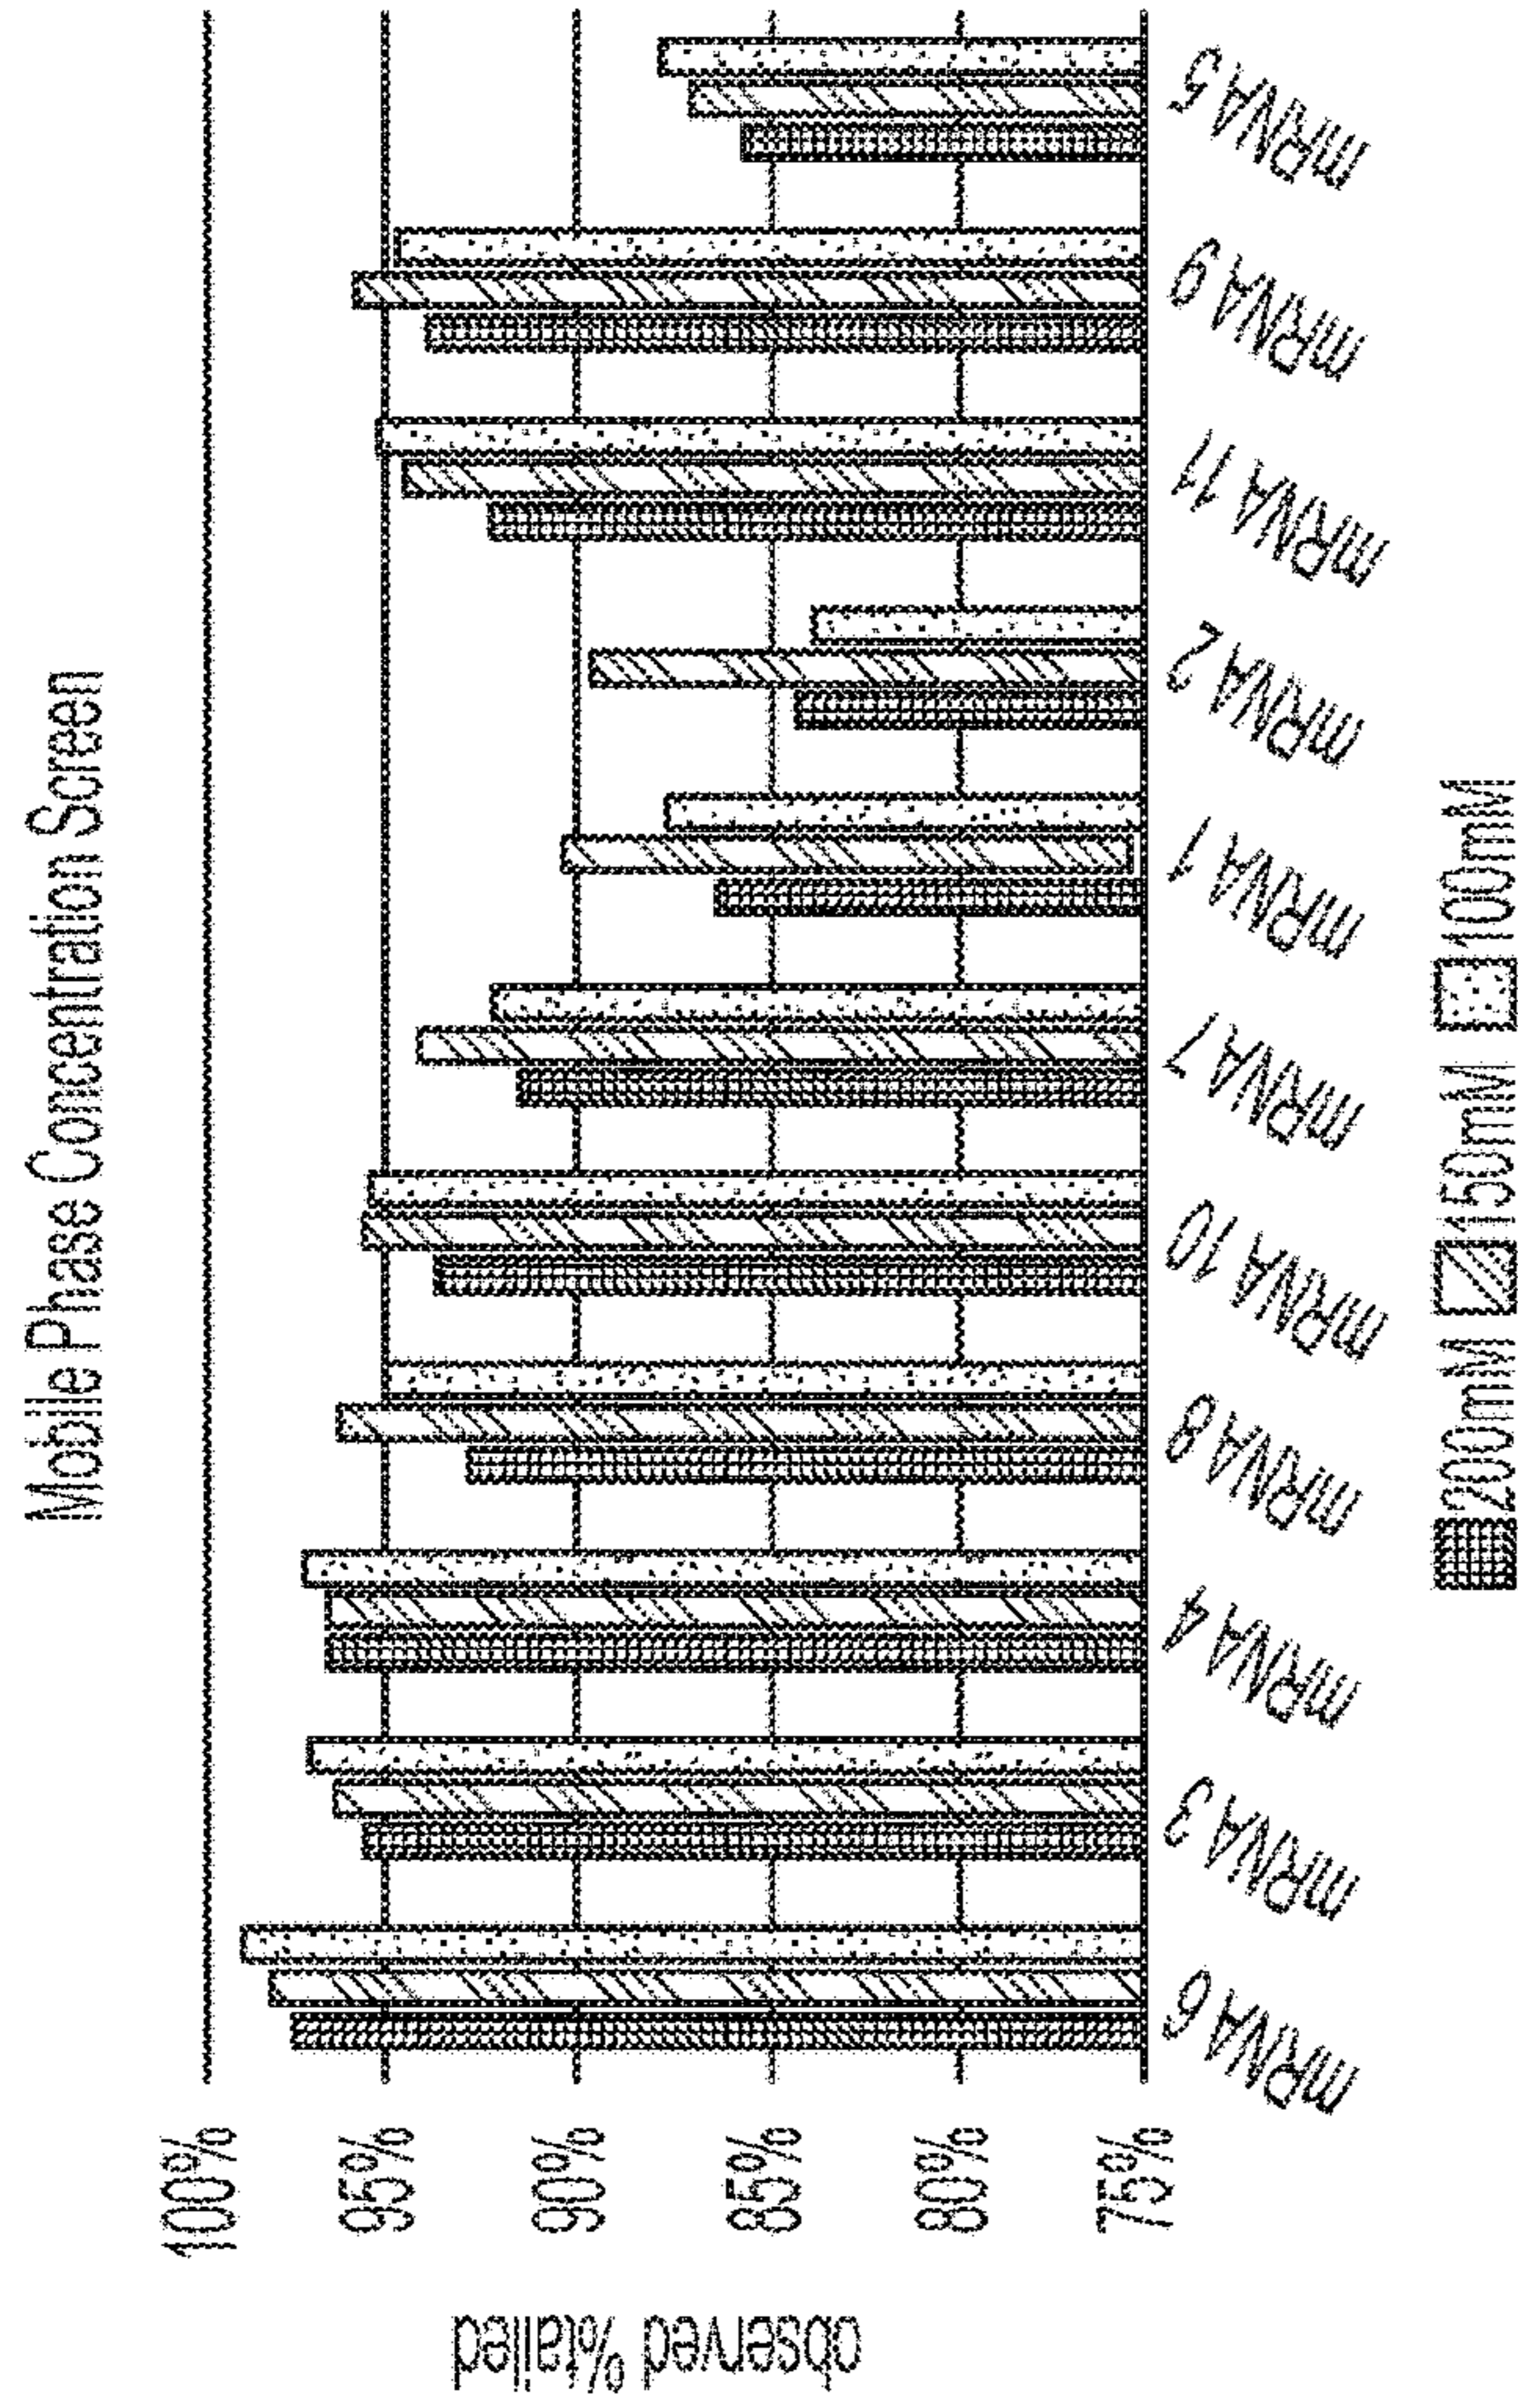 Mobile Phase Concentration Screen
observed %tailed
100%
95%
90%
85%
80%
75%
mRNA 6
mRNA 3
mRNA 4
mRNA 8
mRNA 10
mRNA 7
mRNA 1
mRNA 2
mRNA 11
mRNA 9
mRNA 5
200mM 150mM 100mM